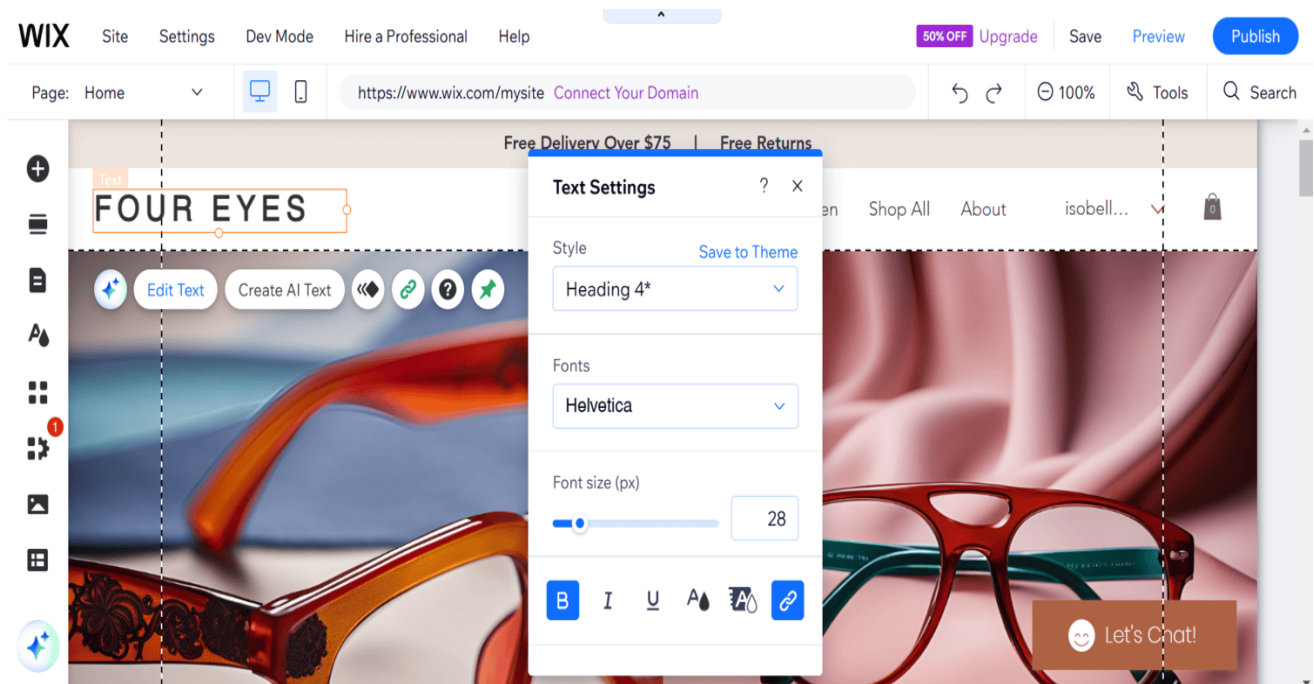 WIX Site Settings Dev Mode Hire a Professional Help 50% OFF Upgrade Save Preview Publish
Page: Home https://www.wix.com/mysite Connect Your Domain 100% Tools Search
Free Delivery Over $75 | Free Returns
Text
FOUR EYES
Text Settings ? ×
en Shop All About isobell... 0
Style Save to Theme
Heading 4*
Edit Text Create AI Text ?
Fonts
Helvetica
1
Font size (px)
28
B I U A A
Let's Chat!